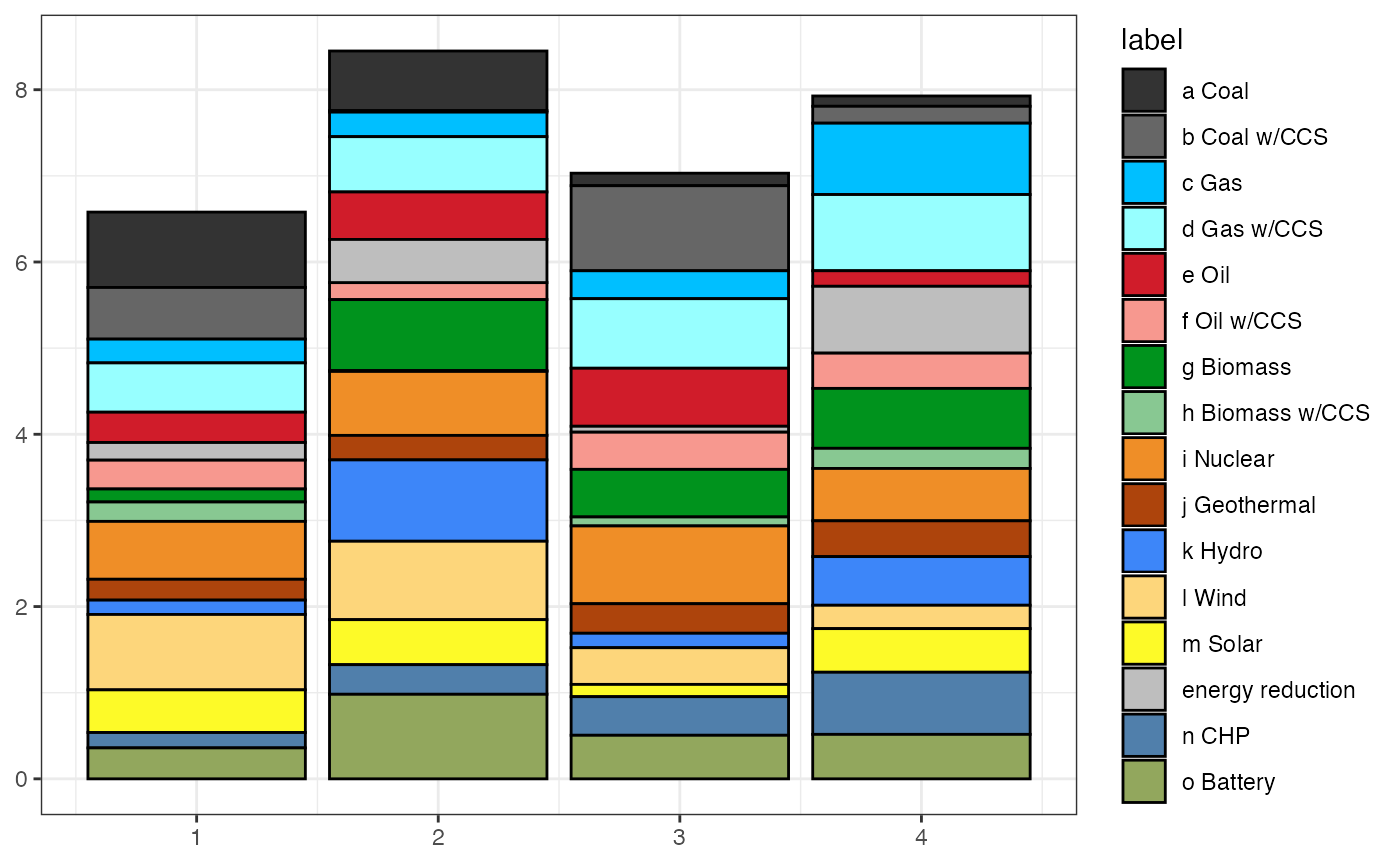 8
6
4
2
0
1
2
3
4
label
a Coal
b Coal w/CCS
c Gas
d Gas w/CCS
e Oil
f Oil w/CCS
g Biomass
h Biomass w/CCS
i Nuclear
j Geothermal
k Hydro
l Wind
m Solar
energy reduction
n CHP
o Battery